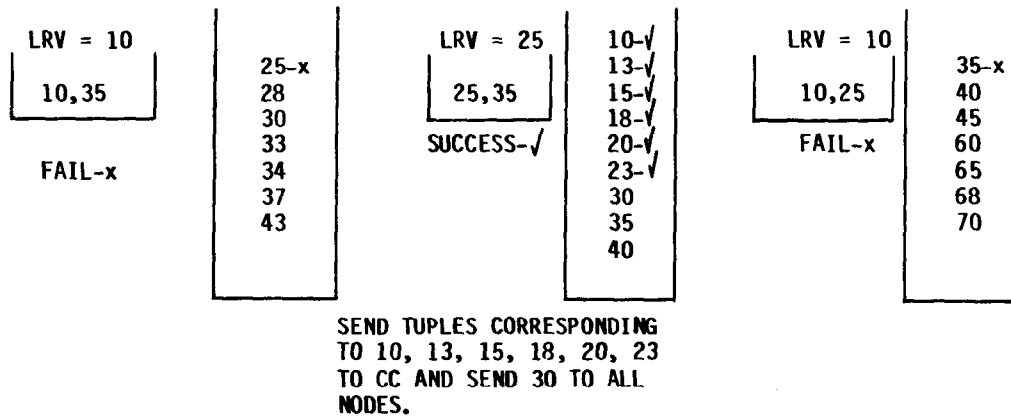 LRV = 10
10,35
FAIL-x
25-x
28
30
33
34
37
43
LRV = 25
25,35
SUCCESS-√
10-√
13-√
15-√
18-√
20-√
23-√
30
35
40
LRV = 10
10,25
FAIL-x
35-x
40
45
60
65
68
70
SEND TUPLES CORRESPONDING
TO 10, 13, 15, 18, 20, 23
TO CC AND SEND 30 TO ALL
NODES.